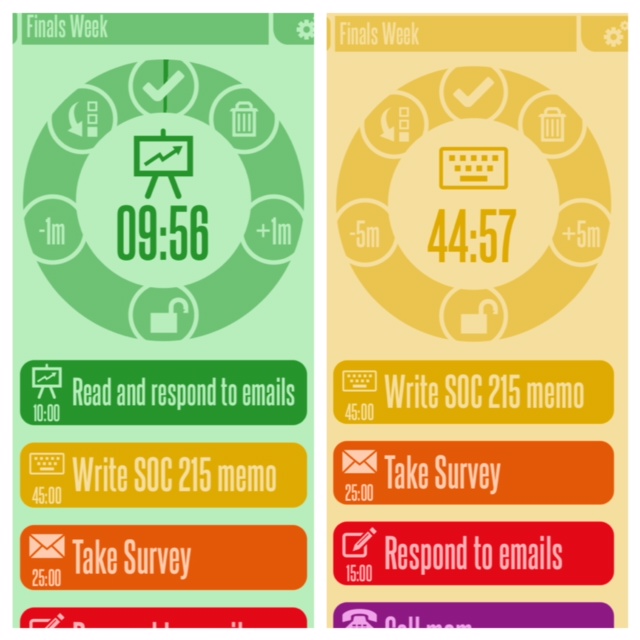 Finals Week
-1m
+1m
09:56
10:00
Read and respond to emails
45:00
Write SOC 215 memo
25:00
Take Survey
Finals Week
-5m
+5m
44:57
45:00
Write SOC 215 memo
25:00
Take Survey
15:00
Respond to emails
Call mom